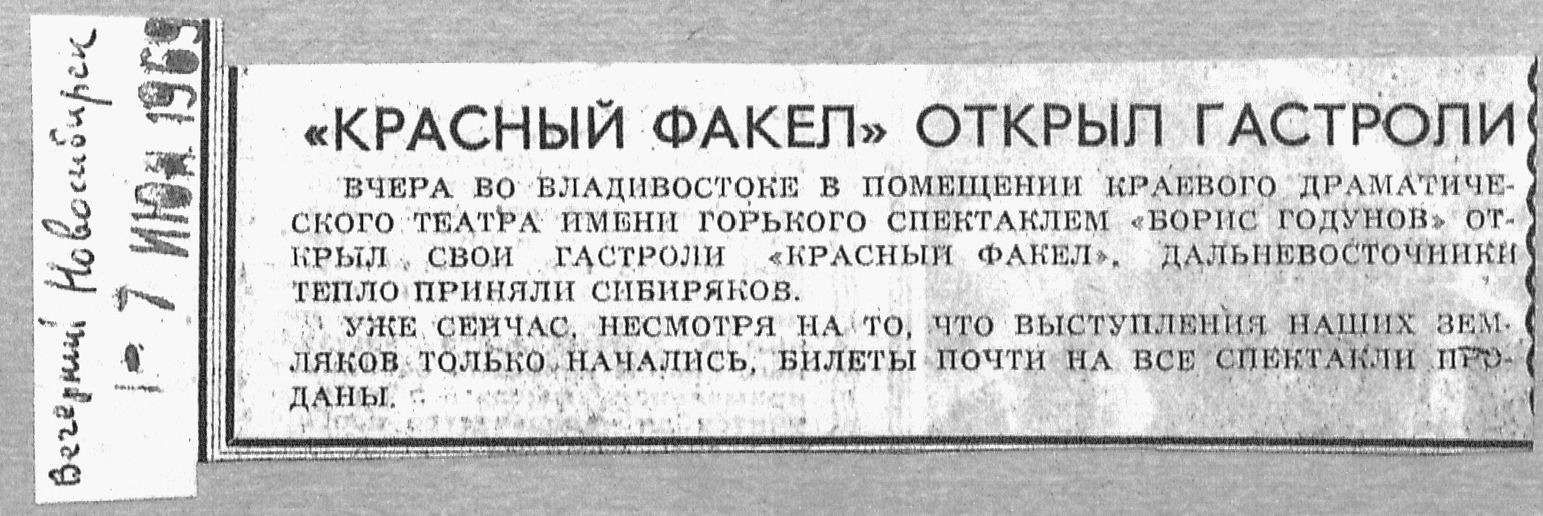 Вечерний Новосибирск
7 ИЮН 1969
«КРАСНЫЙ ФАКЕЛ» ОТКРЫЛ ГАСТРОЛИ
ВЧЕРА ВО ВЛАДИВОСТОКЕ В ПОМЕЩЕНИИ КРАЕВОГО ДРАМАТИЧЕ-
СКОГО ТЕАТРА ИМЕНИ ГОРЬКОГО СПЕКТАКЛЕМ «БОРИС ГОДУНОВ» ОТ-
КРЫЛ СВОИ ГАСТРОЛИ «КРАСНЫЙ ФАКЕЛ». ДАЛЬНЕВОСТОЧНИКИ
ТЕПЛО ПРИНЯЛИ СИБИРЯКОВ.
УЖЕ СЕЙЧАС, НЕСМОТРЯ НА ТО, ЧТО ВЫСТУПЛЕНИЯ НАШИХ ЗЕМ-
ЛЯКОВ ТОЛЬКО НАЧАЛИСЬ, БИЛЕТЫ ПОЧТИ НА ВСЕ СПЕКТАКЛИ ПРО-
ДАНЫ.